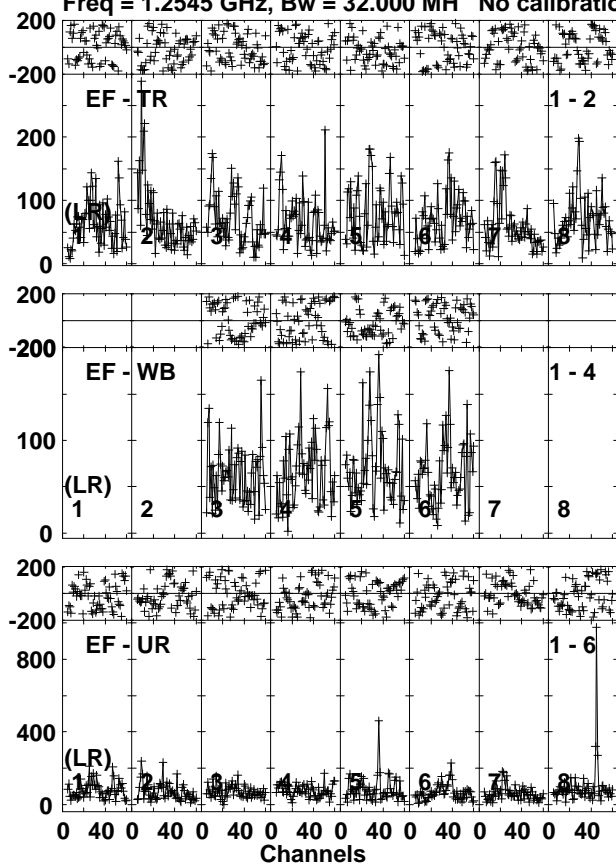 Freq = 1.2545 GHz, Bw = 32.000 MH No calibratio
200
-200
EF - TR 1 - 2
200
100
(LR)
1 2 3 4 5 6 7 8
0
200
-200
EF - WB 1 - 4
100
(LR)
1 2 3 4 5 6 7 8
0
200
-200
EF - UR 1 - 6
800
400
(LR)
1 2 3 4 5 6 7 8
0
0 40 0 40 0 40 0 40 0 40 0 40 0 40 0 40
Channels